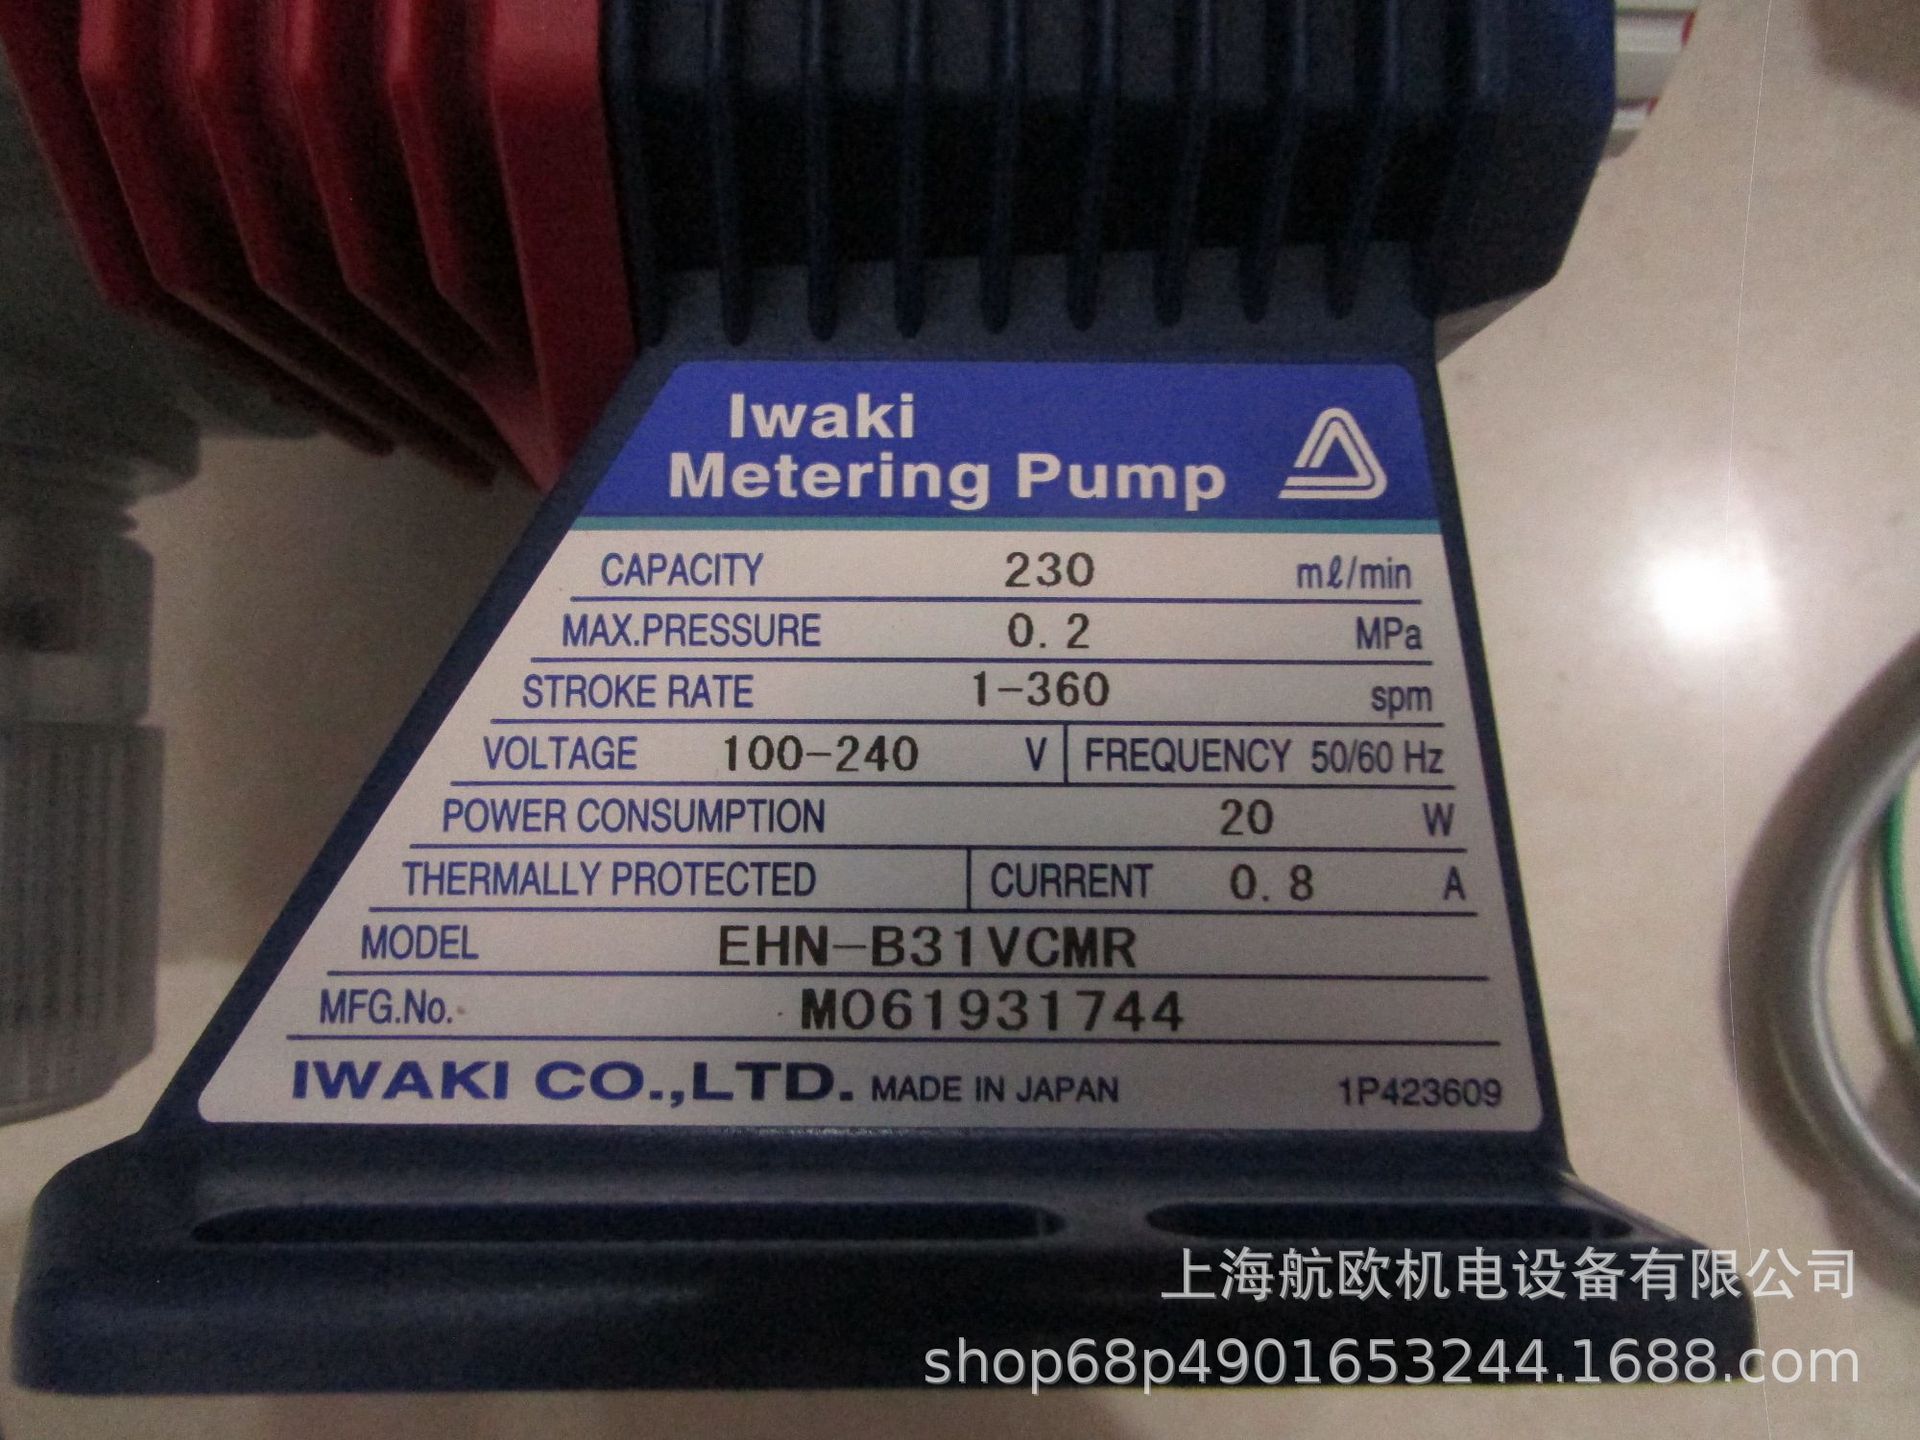 Iwaki
Metering Pump
CAPACITY 230 mℓ/min
MAX.PRESSURE 0.2 MPa
STROKE RATE 1-360 spm
VOLTAGE 100-240 V FREQUENCY 50/60 Hz
POWER CONSUMPTION 20 W
THERMALLY PROTECTED CURRENT 0.8 A
MODEL EHN-B31VCMR
MFG.No. M061931744
IWAKI CO.,LTD. MADE IN JAPAN 1P423609
上海航欧机电设备有限公司
shop68p4901653244.1688.com